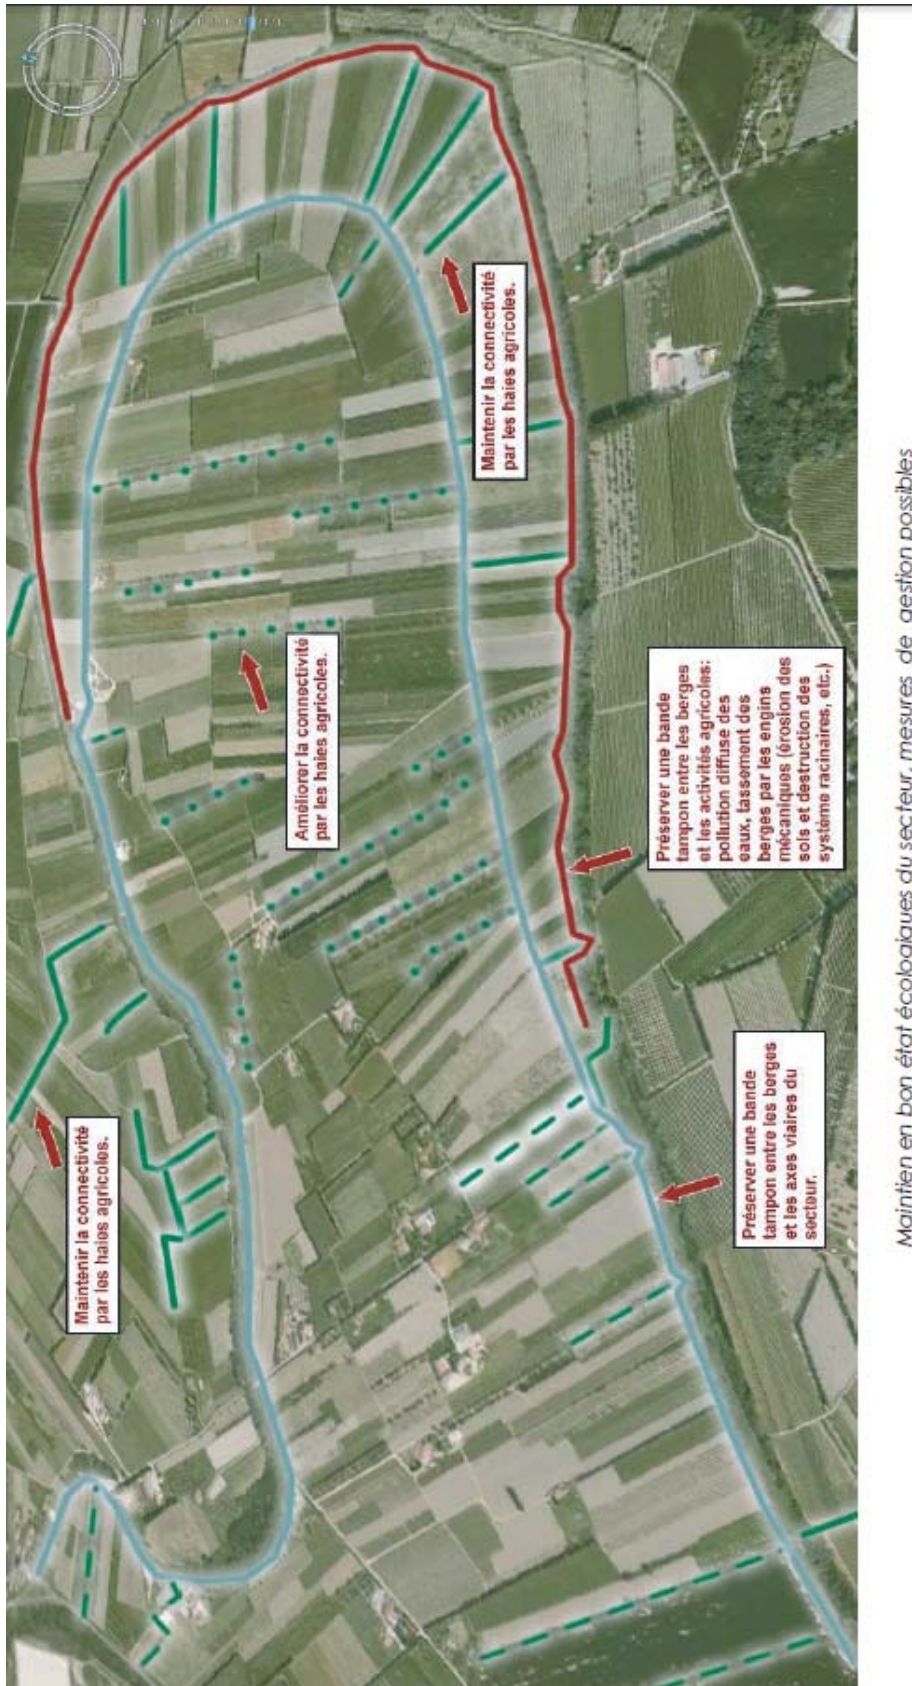 Maintenir la connectivité
par les haies agricoles.
Améliorer la connectivité
par les haies agricoles.
Maintenir la connectivité
par les haies agricoles.
Préserver une bande
tampon entre les berges
et les axes viaires du
secteur.
Préserver une bande
tampon entre les berges
et les activités agricoles:
pollution diffuse des
eaux, tassement des
berges par les engins
mécaniques (érosion des
sols et destruction des
système racinaires, etc.)
Maintien en bon état écologiques du secteur, mesures de gestion possibles